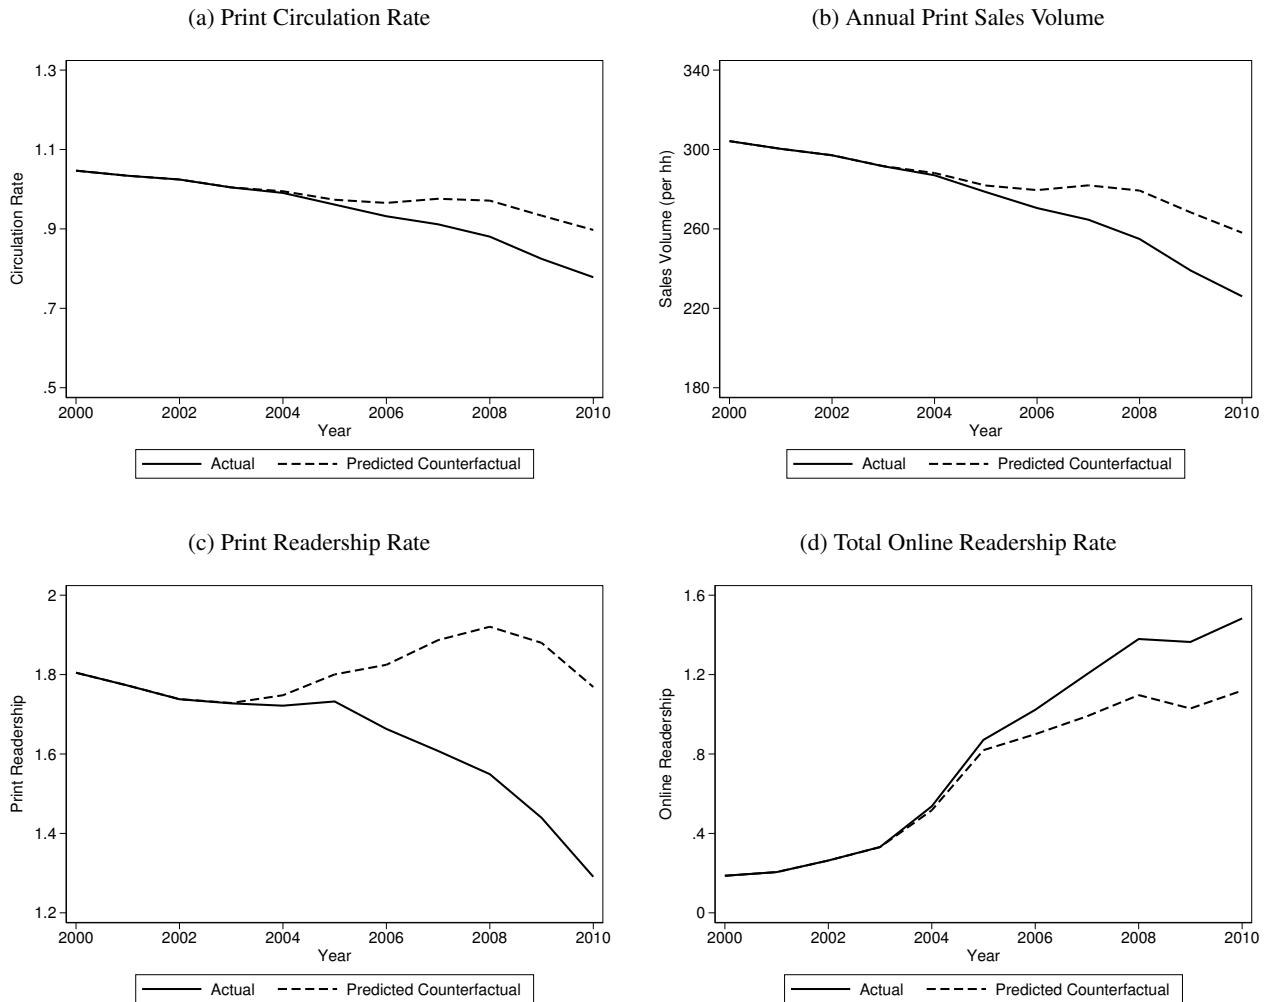 (a) Print Circulation Rate
1.3
1.1
.9
.7
.5
Circulation Rate
2000 2002 2004 2006 2008 2010
Year
Actual Predicted Counterfactual
(b) Annual Print Sales Volume
340
300
260
220
180
Sales Volume (per hh)
2000 2002 2004 2006 2008 2010
Year
Actual Predicted Counterfactual
(c) Print Readership Rate
2
1.8
1.6
1.4
1.2
Print Readership
2000 2002 2004 2006 2008 2010
Year
Actual Predicted Counterfactual
(d) Total Online Readership Rate
1.6
1.2
.8
.4
0
Online Readership
2000 2002 2004 2006 2008 2010
Year
Actual Predicted Counterfactual